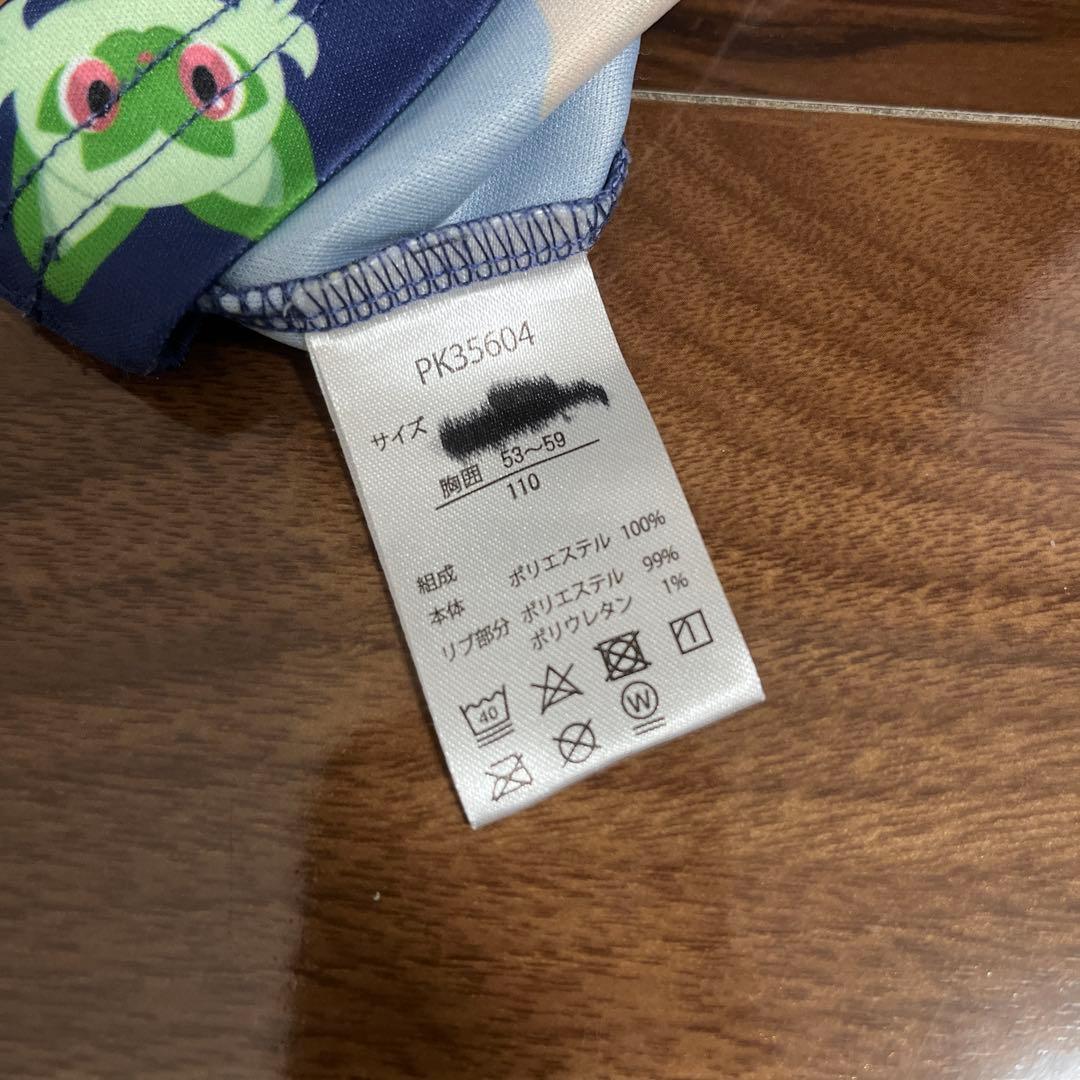 PK35604
サイズ
胸囲 53～59
110
組成
本体 ポリエステル 100%
リブ部分 ポリエステル 99%
ポリウレタン 1%
40
W